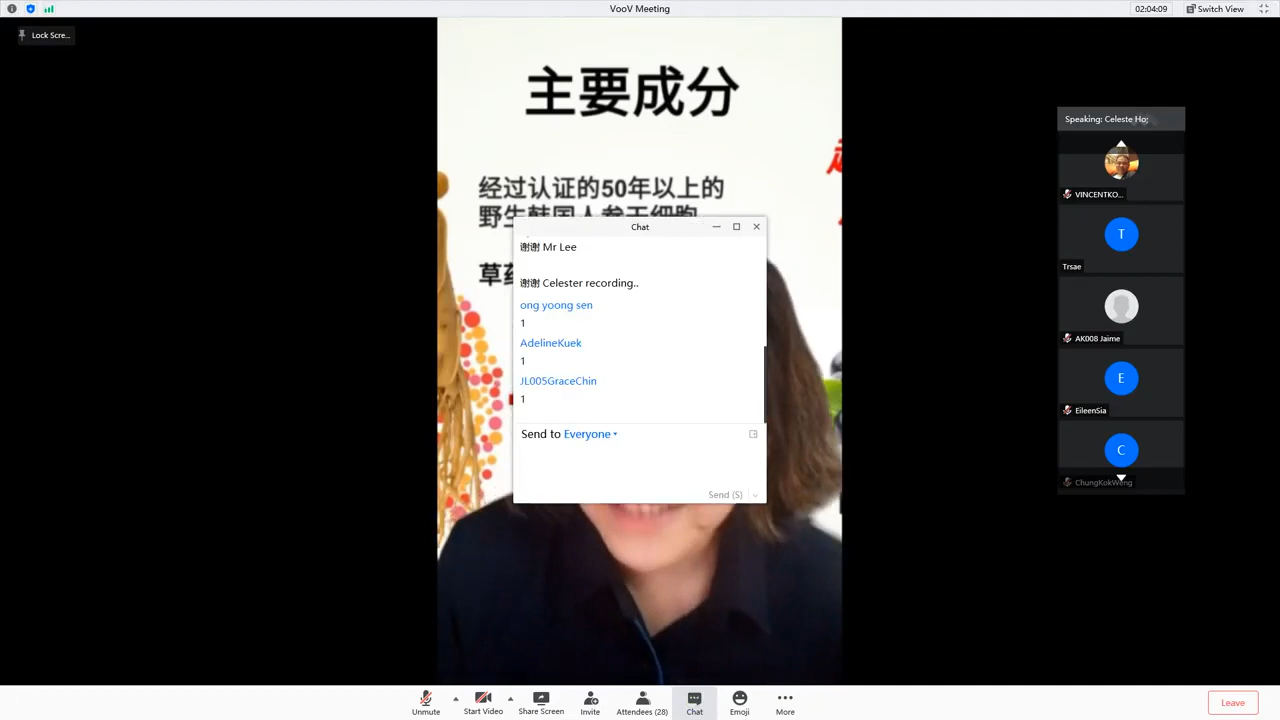 VooV Meeting
02:04:09
Switch View
Lock Scre...
主要成分
经过认证的50年以上的
野生韩国人参干细胞
草药
Chat
谢谢 Mr Lee
谢谢 Celester recording..
ong yoong sen
1
AdelineKuek
1
JL005GraceChin
1
Send to Everyone
Send (S)
Speaking: Celeste Ho;
VINCENTKO...
T
Trsae
AK008 Jaime
E
EileenSia
C
ChungKokWeng
Unmute
Start Video
Share Screen
Invite
Attendees (28)
Chat
Emoji
More
Leave